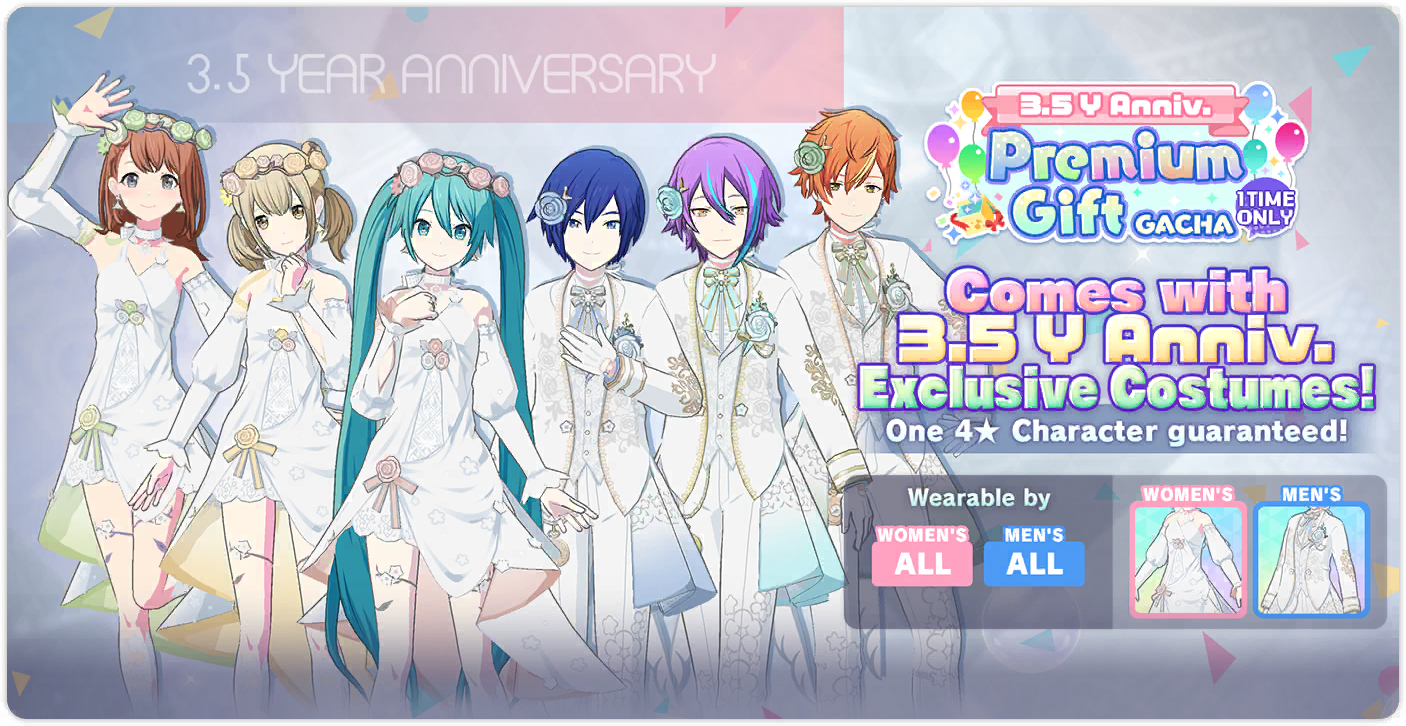 3.5 YEAR ANNIVERSARY
3.5 Y Anniv.
Premium
Gift GACHA
1TIME
ONLY
Comes with
3.5 Y Anniv.
Exclusive Costumes!
One 4★ Character guaranteed!
Wearable by
WOMEN'S
ALL
MEN'S
ALL
WOMEN'S
MEN'S